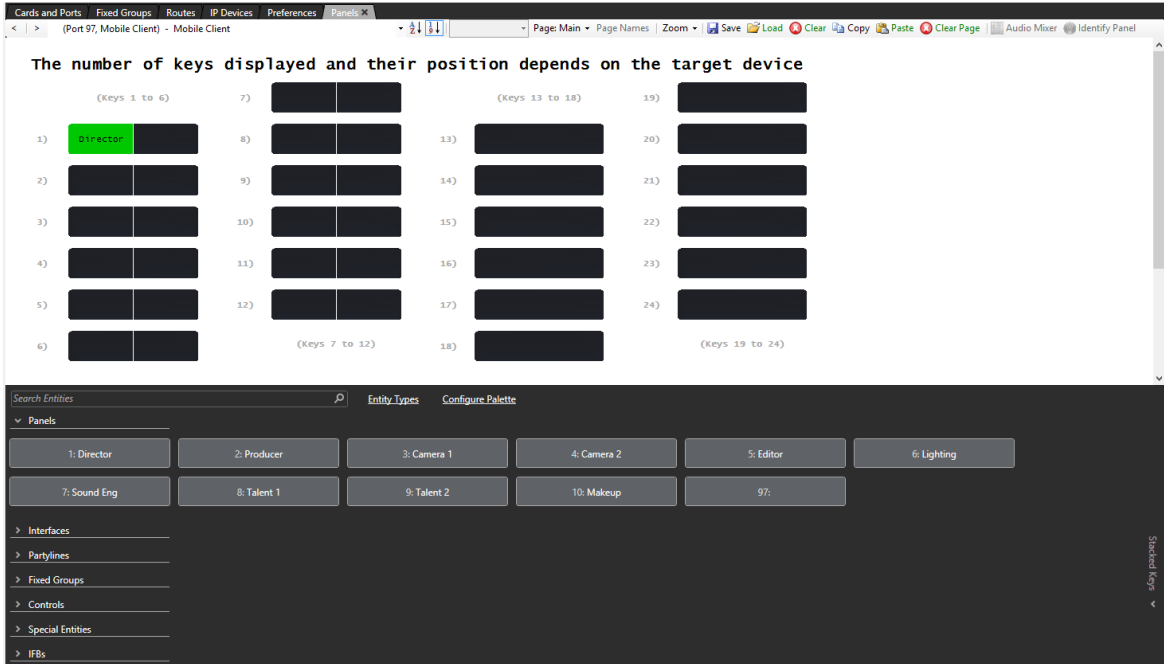 Cards and Ports Fixed Groups Routes IP Devices Preferences Panels
< > (Port 97, Mobile Client) - Mobile Client Page: Main Page Names Zoom Save Load Clear Copy Paste Clear Page Audio Mixer Identify Panel
The number of keys displayed and their position depends on the target device
(Keys 1 to 6) 7) (Keys 13 to 18) 19)
1) Director 8) 13) 20)
2) 9) 14) 21)
3) 10) 15) 22)
4) 11) 16) 23)
5) 12) 17) 24)
6) (Keys 7 to 12) 18) (Keys 19 to 24)
Search Entities Entity Types Configure Palette
Panels
1: Director 2: Producer 3: Camera 1 4: Camera 2 5: Editor 6: Lighting
7: Sound Eng 8: Talent 1 9: Talent 2 10: Makeup 97:
Interfaces
Partylines
Fixed Groups
Controls
Special Entities
IFBs
Stacked Keys